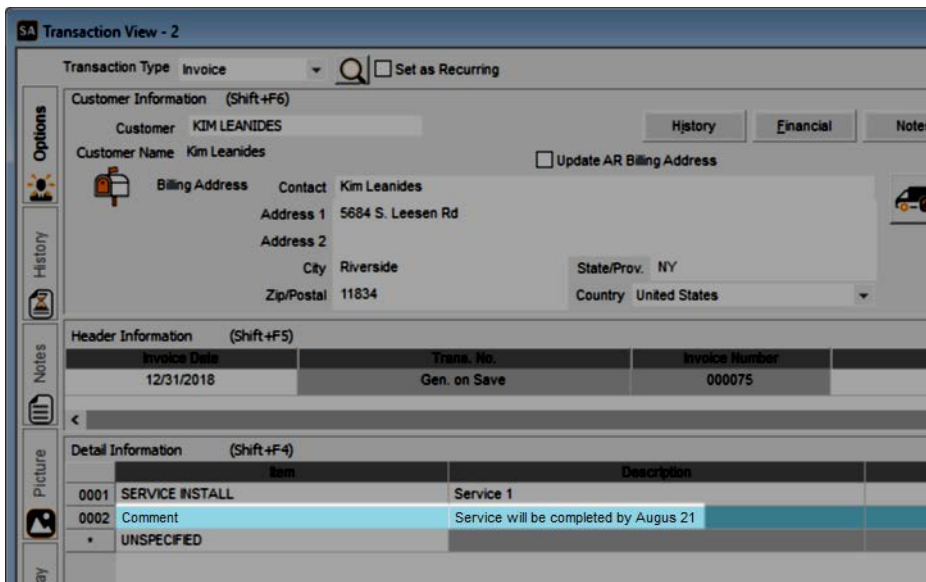 SA Transaction View - 2
Transaction Type Invoice Set as Recurring
Customer Information (Shift+F6)
Customer KIM LEANIDES History Financial Note
Customer Name Kim Leanides Update AR Billing Address
Billing Address Contact Kim Leanides
Address 1 5684 S. Leesen Rd
Address 2
City Riverside State/Prov. NY
Zip/Postal 11834 Country United States
Header Information (Shift+F5)
Invoice Date Trans. No. Invoice Number
12/31/2018 Gen. on Save 000075
<
Detail Information (Shift+F4)
Item Description
0001 SERVICE INSTALL Service 1
0002 Comment Service will be completed by Augus 21
* UNSPECIFIED
Options
History
Notes
Picture
ay